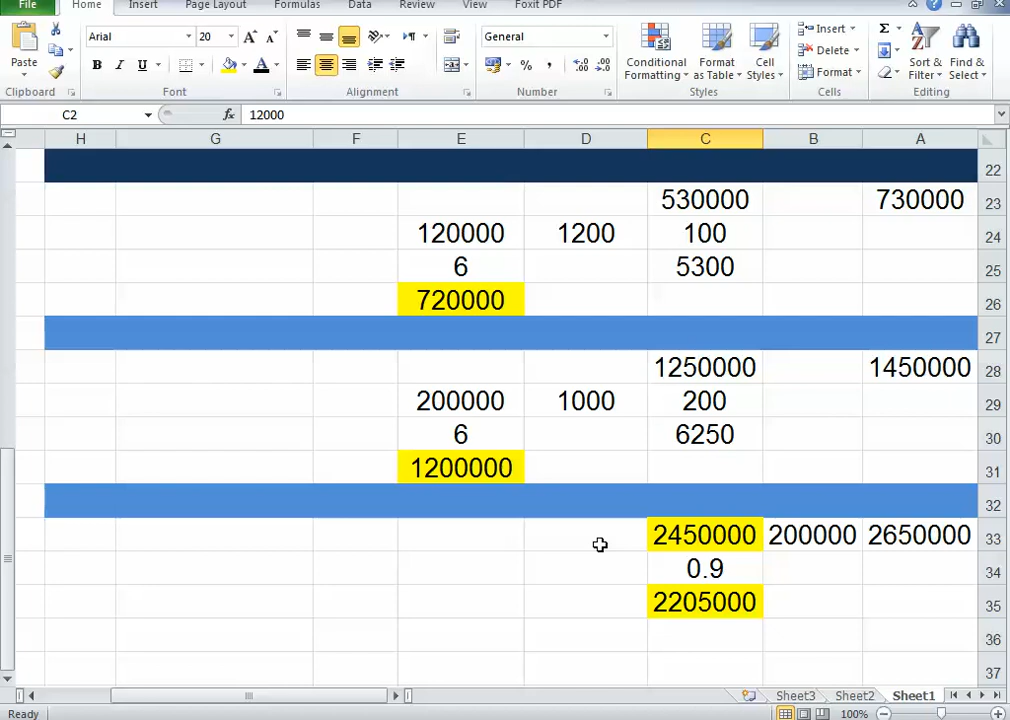 File Home Insert Page Layout Formulas Data Review View Foxit PDF
Arial 20 General Conditional Formatting Format as Table Cell Styles Insert Delete Format Sort & Filter Find & Select
Paste
Clipboard Font Alignment Number Styles Cells Editing
C2 fx 12000
H G F E D C B A
22
530000 730000 23
120000 1200 100 24
6 5300 25
720000 26
27
1250000 1450000 28
200000 1000 200 29
6 6250 30
1200000 31
32
2450000 200000 2650000 33
0.9 34
2205000 35
36
37
Sheet3 Sheet2 Sheet1
Ready 100%